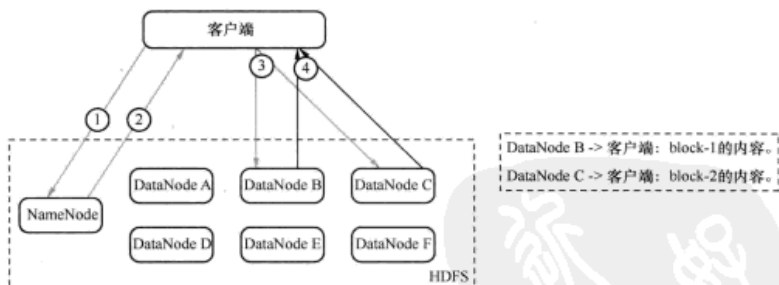 客户端
①
②
③
④
DataNode B -> 客户端：block-1的内容。
DataNode C -> 客户端：block-2的内容。
NameNode
DataNode A
DataNode B
DataNode C
DataNode D
DataNode E
DataNode F
HDFS